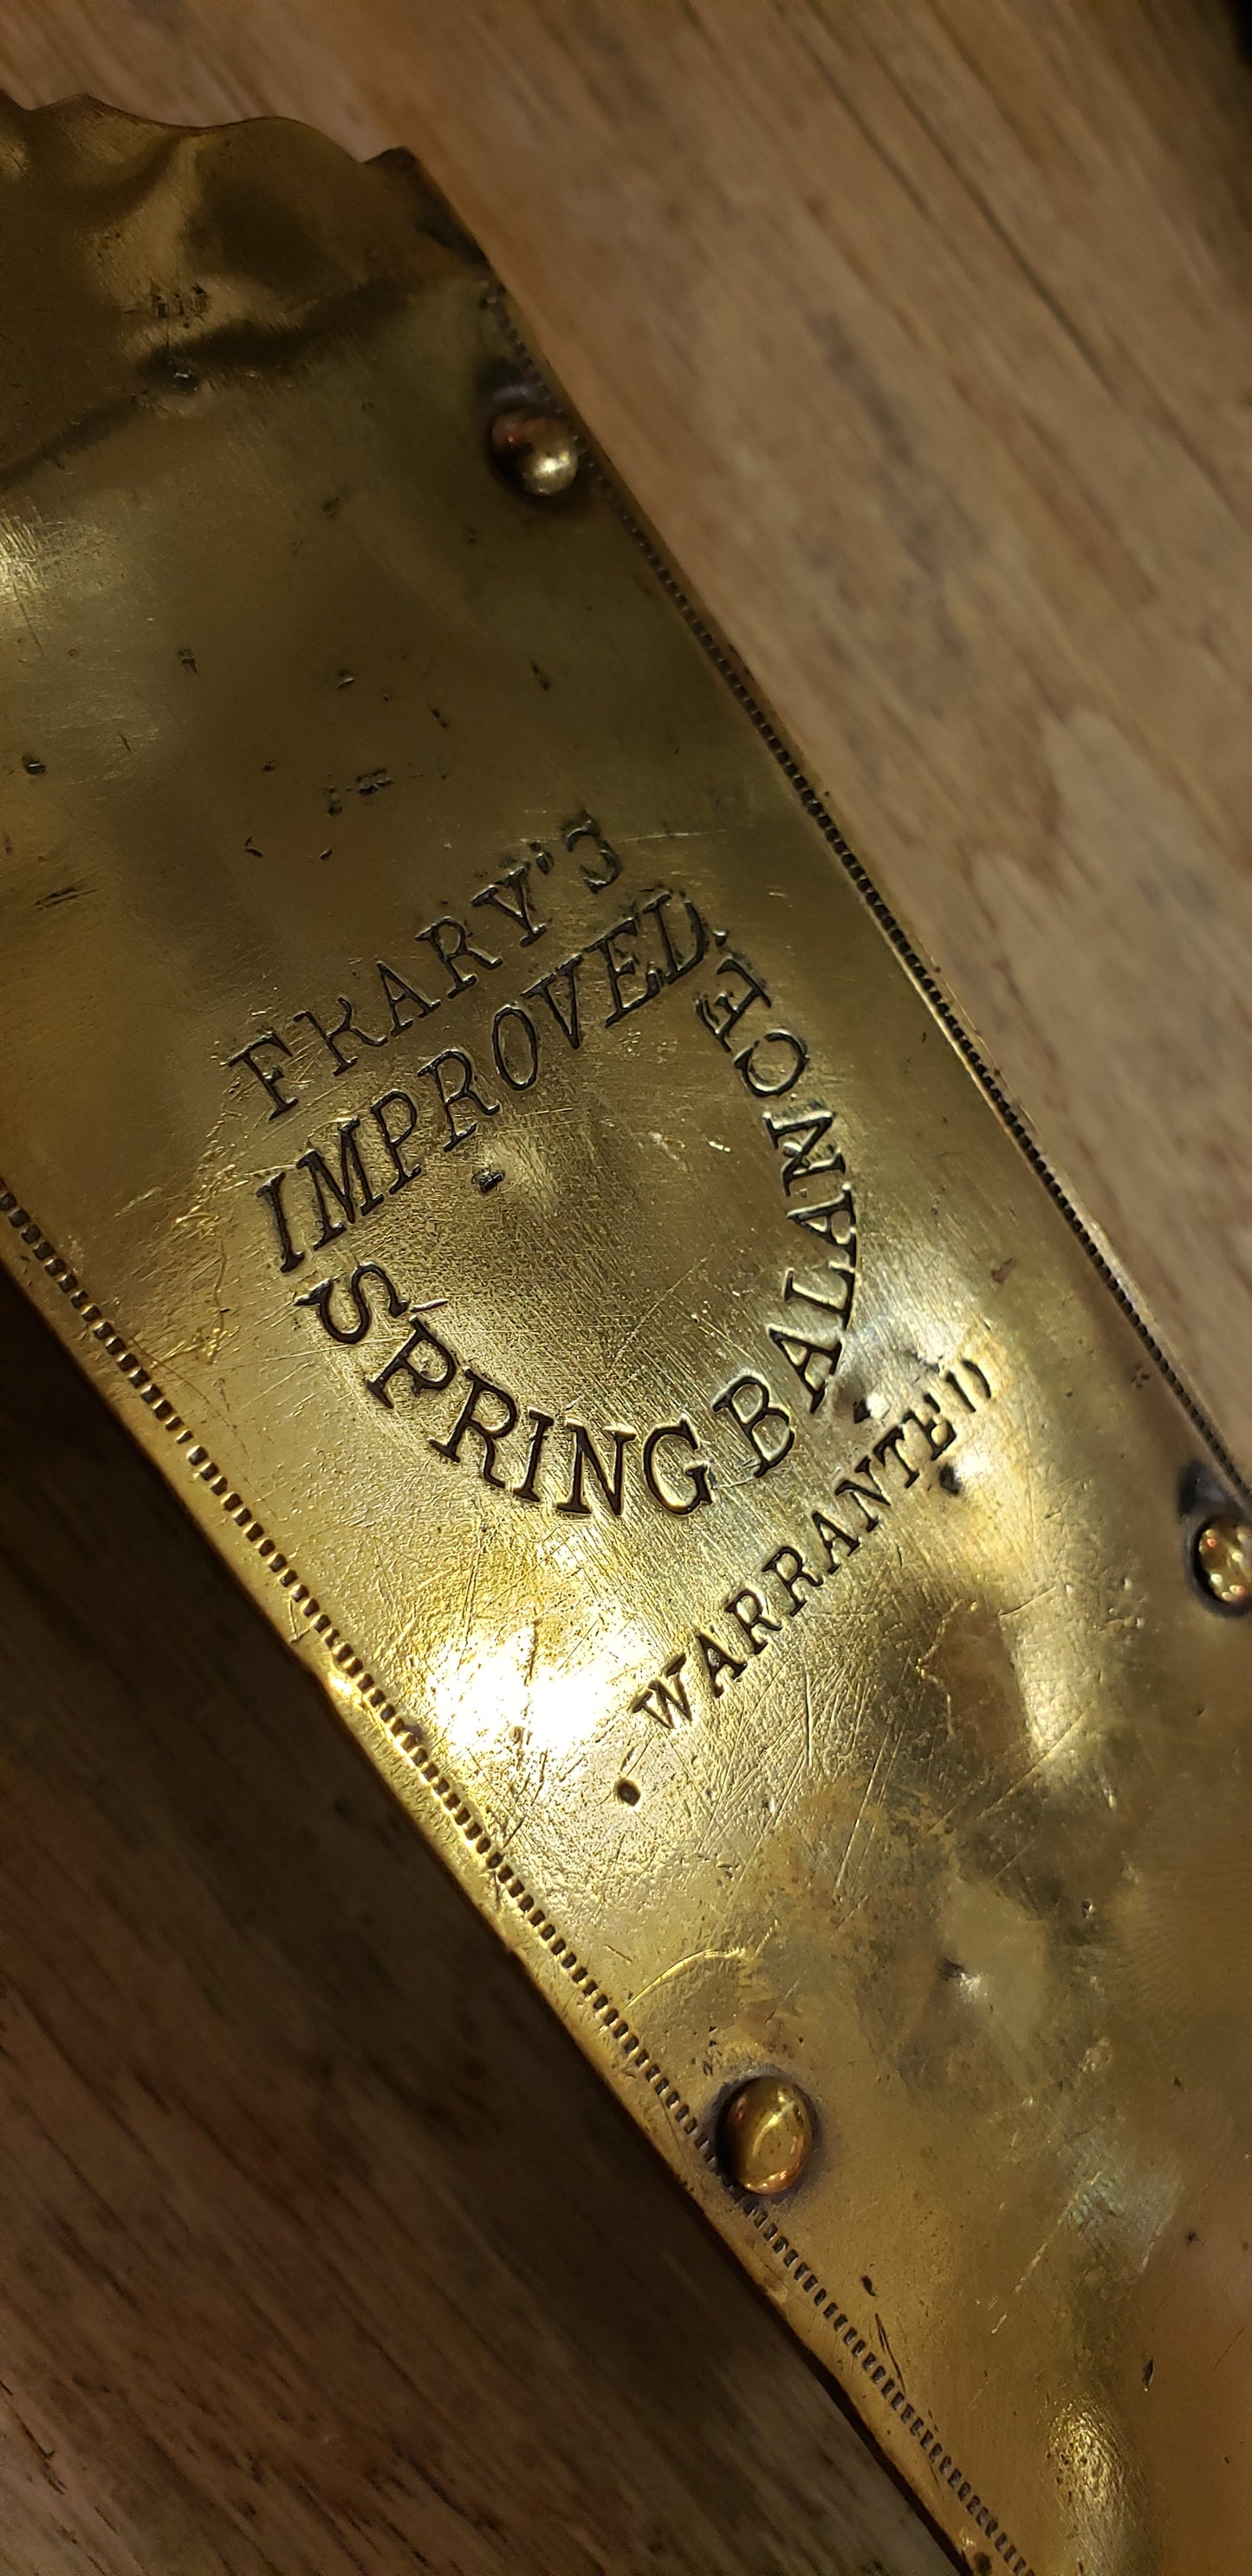 FRARY'S
IMPROVED
SPRING BALANCE
WARRANTED